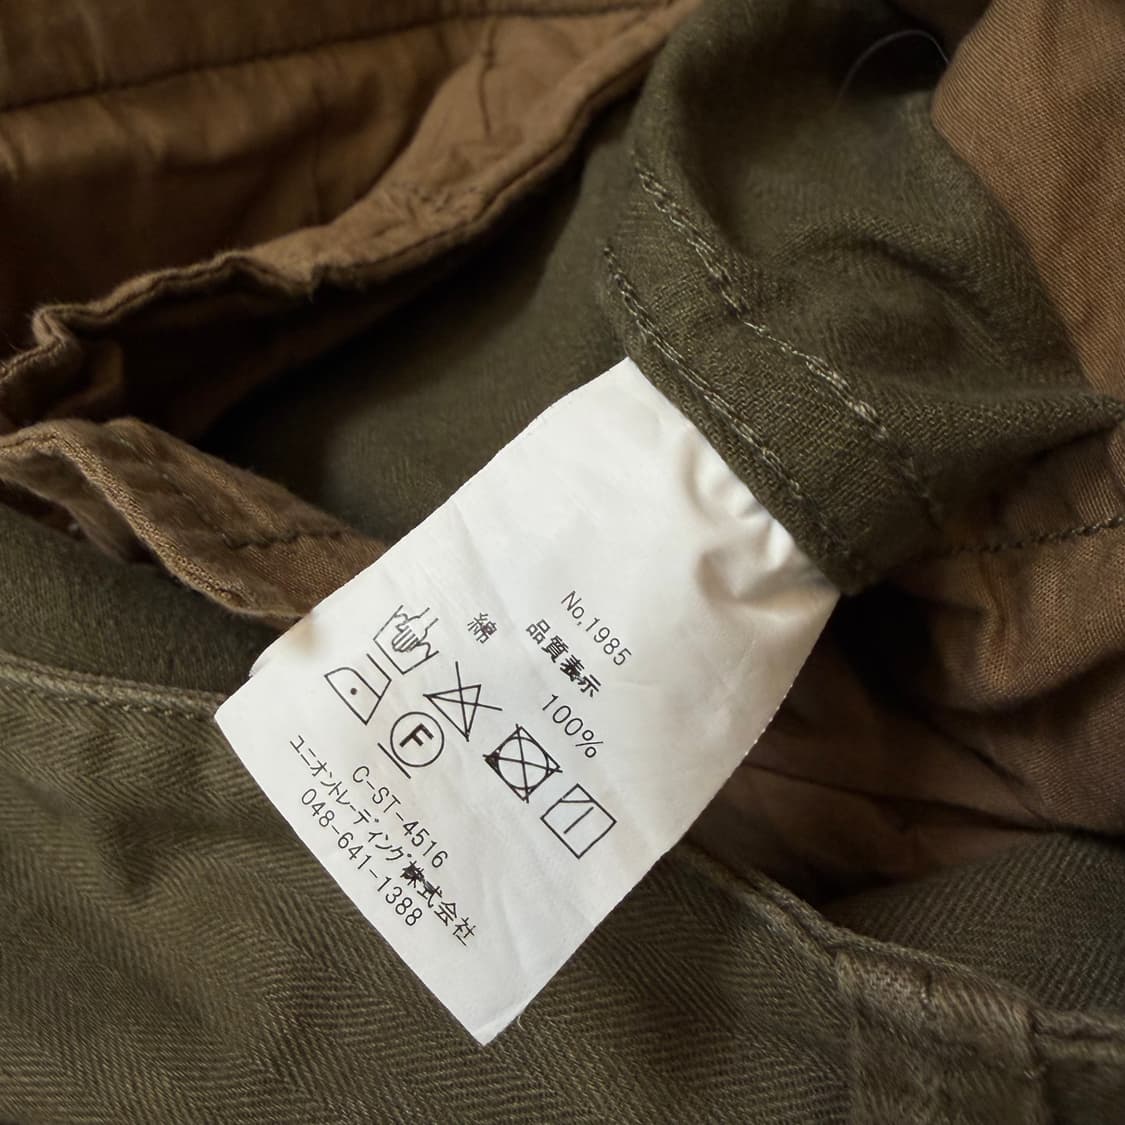 No,1985
品質表示
綿 100%
F
C-ST-4516
ユニオントレーディング株式会社
048-641-1388